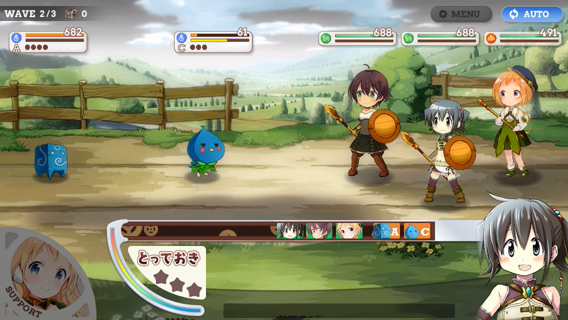 WAVE 2/3 0
MENU
AUTO
682
A
61
C
688
688
491
A
C
とっておき
SUPPORT